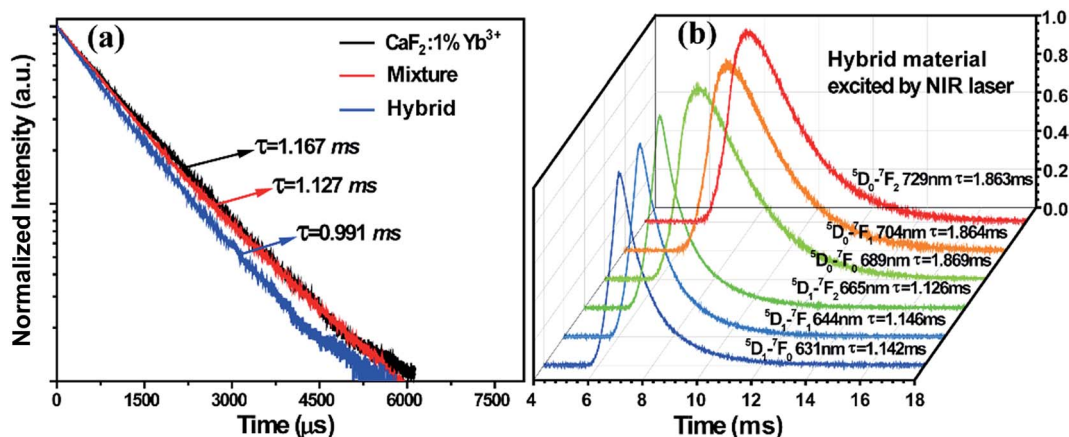 (a)
CaF₂:1% Yb³⁺
Mixture
Hybrid
τ=1.167 ms
τ=1.127 ms
τ=0.991 ms
Normalized Intensity (a.u.)
0 1500 3000 4500 6000 7500
Time (μs)
(b)
Hybrid material
excited by NIR laser
1.0
0.8
0.6
0.4
0.2
0.0
⁵D₀-⁷F₂ 729nm τ=1.863ms
⁵D₀-⁷F₁ 704nm τ=1.864ms
⁵D₀-⁷F₀ 689nm τ=1.869ms
⁵D₁-⁷F₂ 665nm τ=1.126ms
⁵D₁-⁷F₁ 644nm τ=1.146ms
⁵D₁-⁷F₀ 631nm τ=1.142ms
4 6 8 10 12 14 16 18
Time (ms)